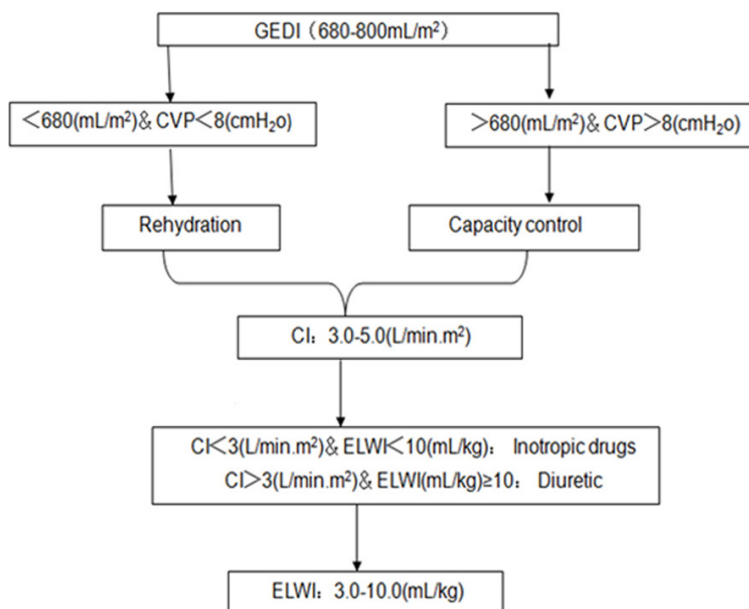 GEDI（680-800mL/m²）
＜680(mL/m²)& CVP＜8(cmH₂o)
＞680(mL/m²)& CVP＞8(cmH₂o)
Rehydration
Capacity control
CI：3.0-5.0(L/min.m²)
CI＜3(L/min.m²)& ELWI＜10(mL/kg)： Inotropic drugs
CI＞3(L/min.m²)& ELWI(mL/kg)≥10： Diuretic
ELWI：3.0-10.0(mL/kg)